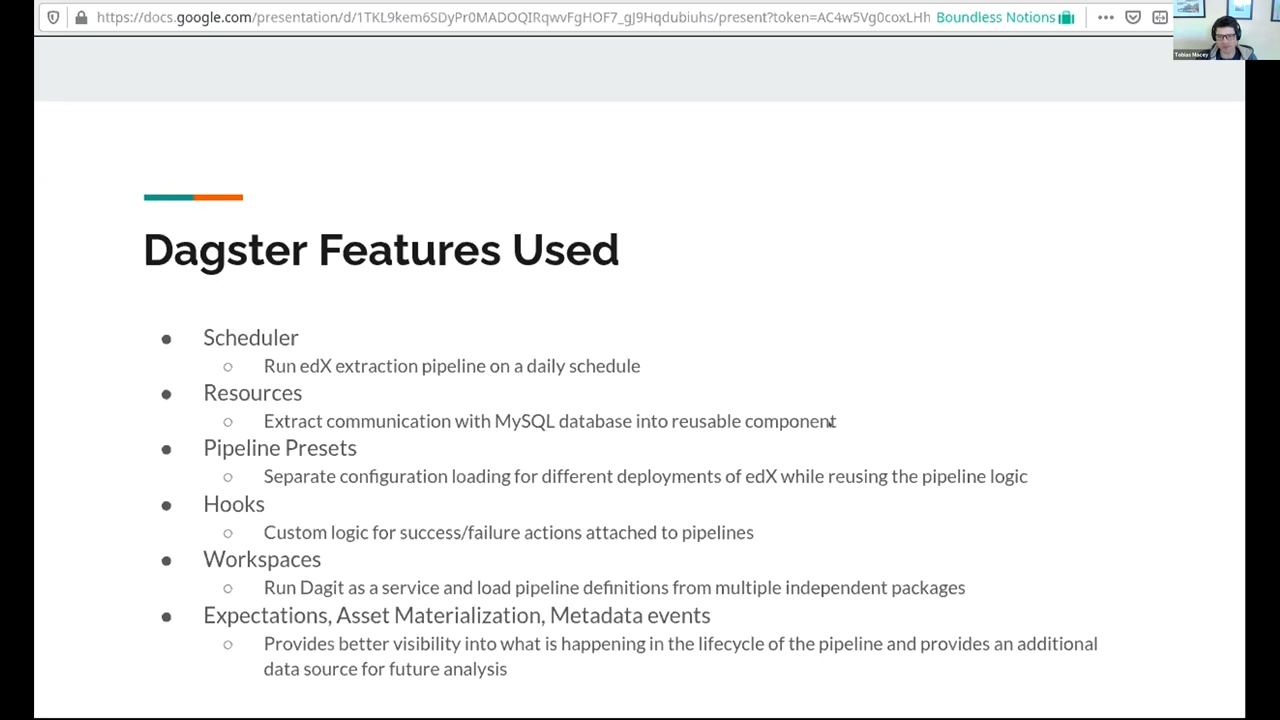 https://docs.google.com/presentation/d/1TKL9kem6SDyPr0MADOQIRqwvFgHOF7_gJ9Hqdubiuhs/present?token=AC4w5Vg0coxLHh Boundless Notions
Tobias Macey
Dagster Features Used
● Scheduler
○ Run edX extraction pipeline on a daily schedule
● Resources
○ Extract communication with MySQL database into reusable component
● Pipeline Presets
○ Separate configuration loading for different deployments of edX while reusing the pipeline logic
● Hooks
○ Custom logic for success/failure actions attached to pipelines
● Workspaces
○ Run Dagit as a service and load pipeline definitions from multiple independent packages
● Expectations, Asset Materialization, Metadata events
○ Provides better visibility into what is happening in the lifecycle of the pipeline and provides an additional
data source for future analysis